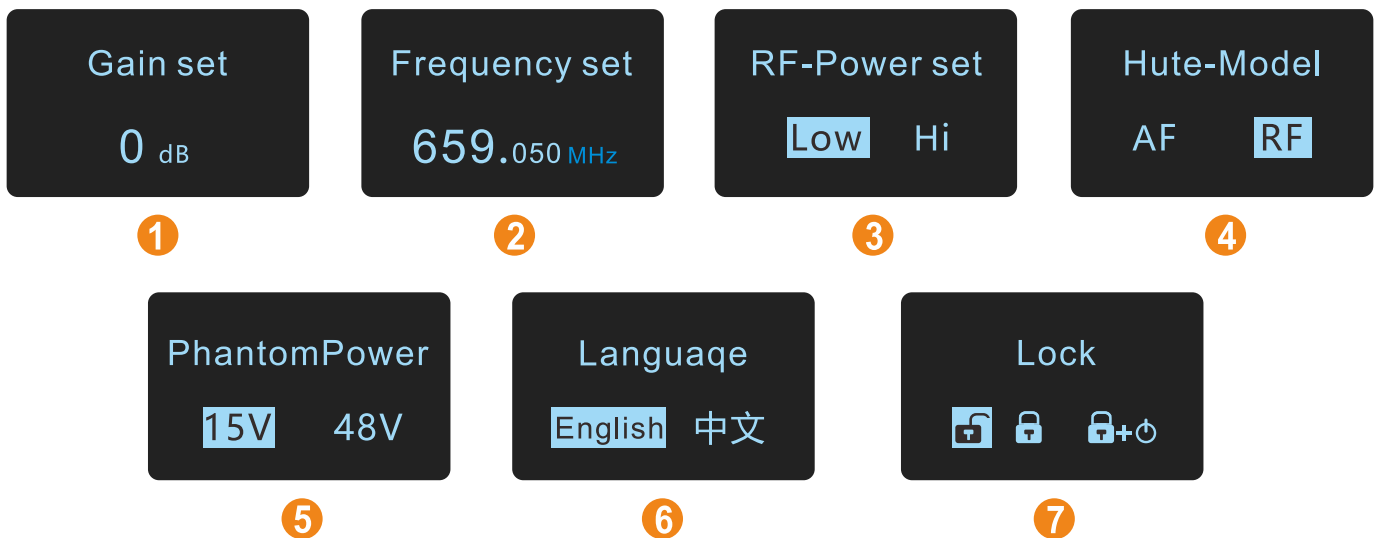 Gain set
0 dB
1
Frequency set
659.050 MHz
2
RF-Power set
Low Hi
3
Hute-Model
AF RF
4
PhantomPower
15V 48V
5
Languaqe
English 中文
6
Lock
+
7